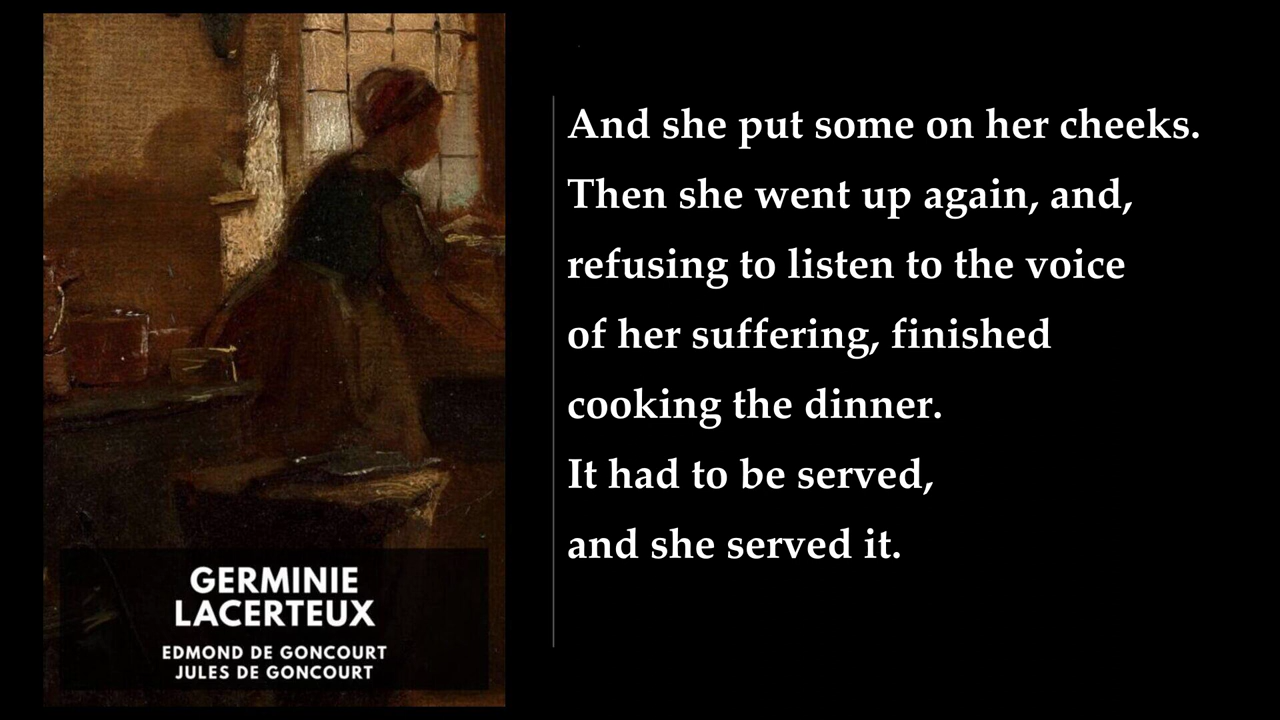 And she put some on her cheeks.
Then she went up again, and,
refusing to listen to the voice
of her suffering, finished
cooking the dinner.
It had to be served,
and she served it.
GERMINIE
LACERTEUX
EDMOND DE GONCOURT
JULES DE GONCOURT